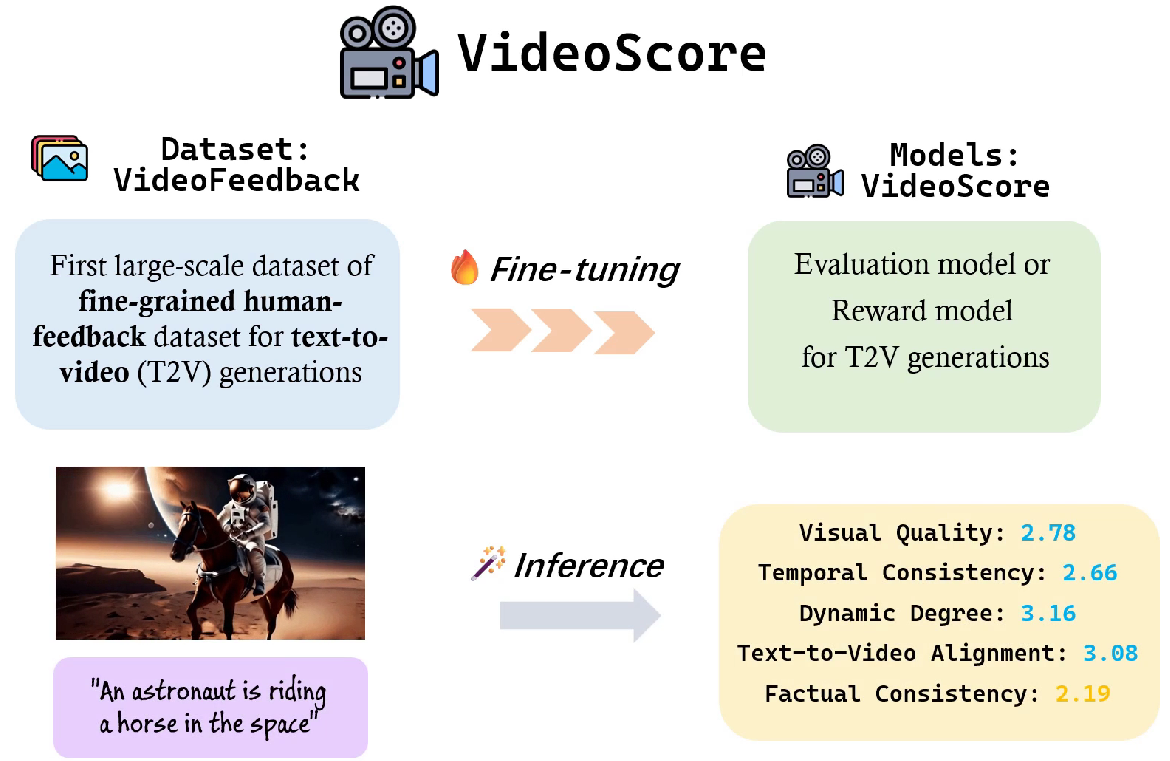 VideoScore
Dataset:
VideoFeedback
First large-scale dataset of
fine-grained human-
feedback dataset for text-to-
video (T2V) generations
Fine-tuning
Models:
VideoScore
Evaluation model or
Reward model
for T2V generations
"An astronaut is riding
a horse in the space"
Inference
Visual Quality: 2.78
Temporal Consistency: 2.66
Dynamic Degree: 3.16
Text-to-Video Alignment: 3.08
Factual Consistency: 2.19